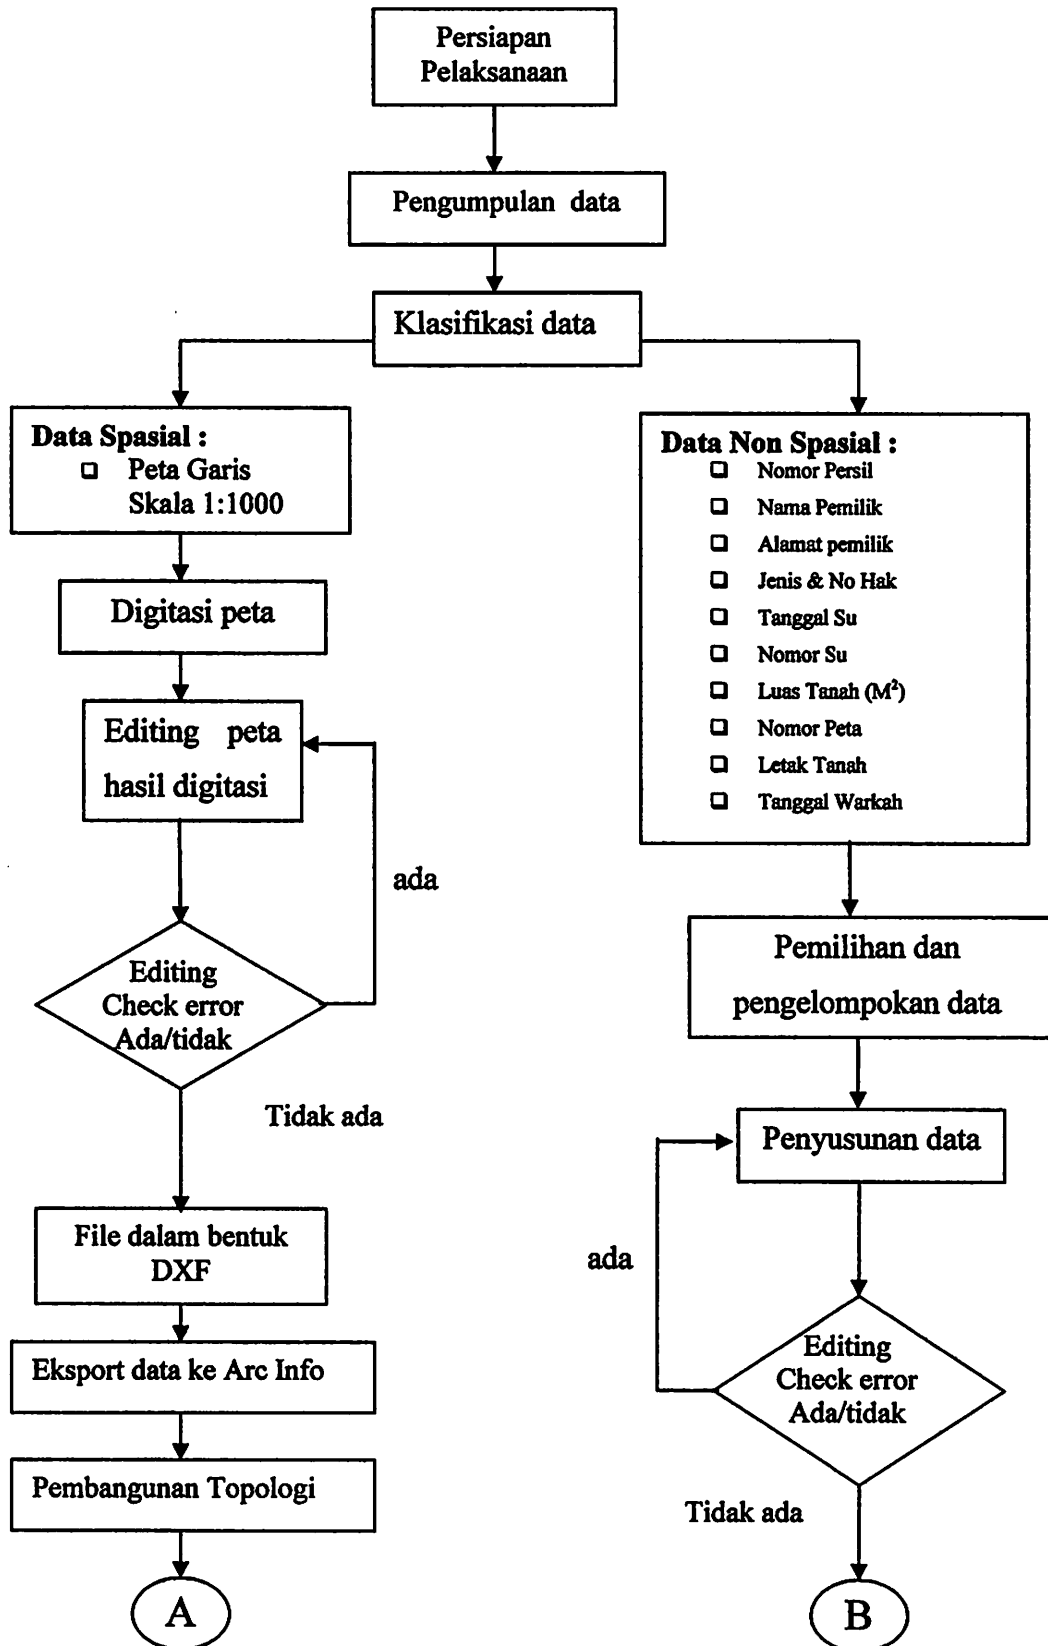 Persiapan
Pelaksanaan
Pengumpulan data
Klasifikasi data
Data Spasial :
❑ Peta Garis
Skala 1:1000
Digitasi peta
Editing peta
hasil digitasi
ada
Editing
Check error
Ada/tidak
Tidak ada
File dalam bentuk
DXF
Eksport data ke Arc Info
Pembangunan Topologi
A
Data Non Spasial :
❑ Nomor Persil
❑ Nama Pemilik
❑ Alamat pemilik
❑ Jenis & No Hak
❑ Tanggal Su
❑ Nomor Su
❑ Luas Tanah (M²)
❑ Nomor Peta
❑ Letak Tanah
❑ Tanggal Warkah
Pemilihan dan
pengelompokan data
Penyusunan data
ada
Editing
Check error
Ada/tidak
Tidak ada
B